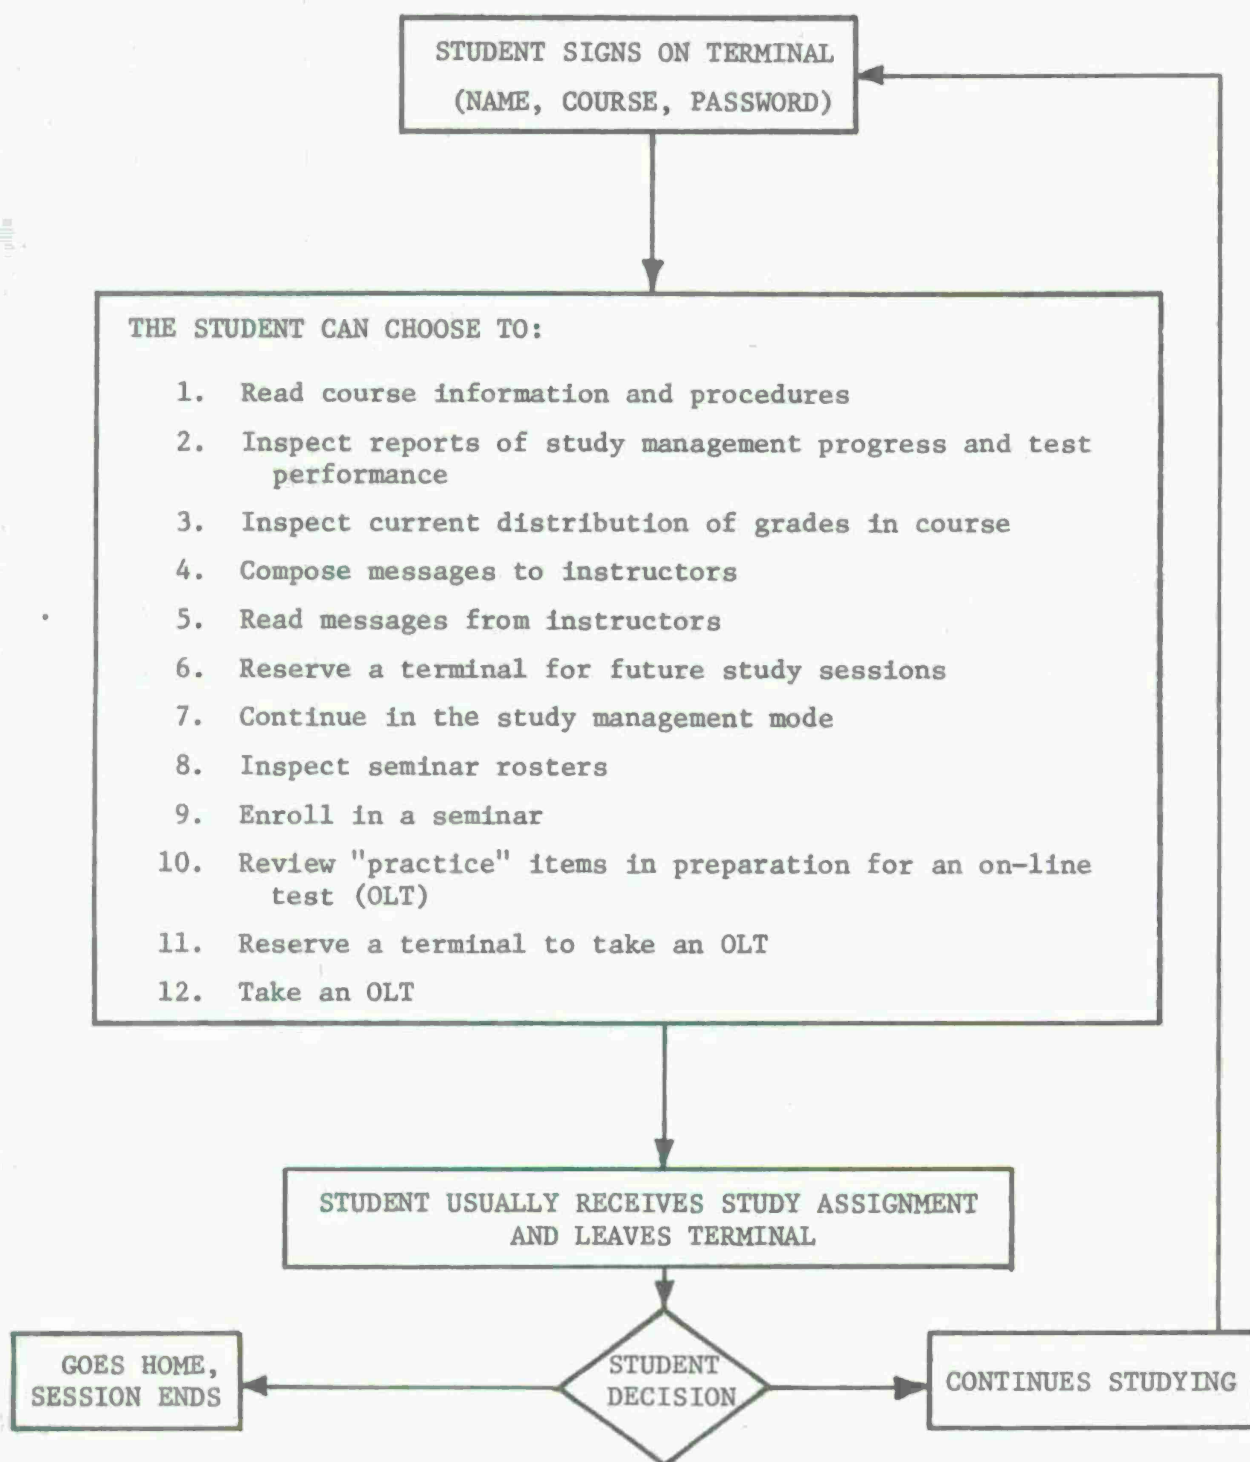 STUDENT SIGNS ON TERMINAL
(NAME, COURSE, PASSWORD)
THE STUDENT CAN CHOOSE TO:
1. Read course information and procedures
2. Inspect reports of study management progress and test
performance
3. Inspect current distribution of grades in course
4. Compose messages to instructors
5. Read messages from instructors
6. Reserve a terminal for future study sessions
7. Continue in the study management mode
8. Inspect seminar rosters
9. Enroll in a seminar
10. Review "practice" items in preparation for an on-line
test (OLT)
11. Reserve a terminal to take an OLT
12. Take an OLT
STUDENT USUALLY RECEIVES STUDY ASSIGNMENT
AND LEAVES TERMINAL
GOES HOME,
SESSION ENDS
STUDENT
DECISION
CONTINUES STUDYING